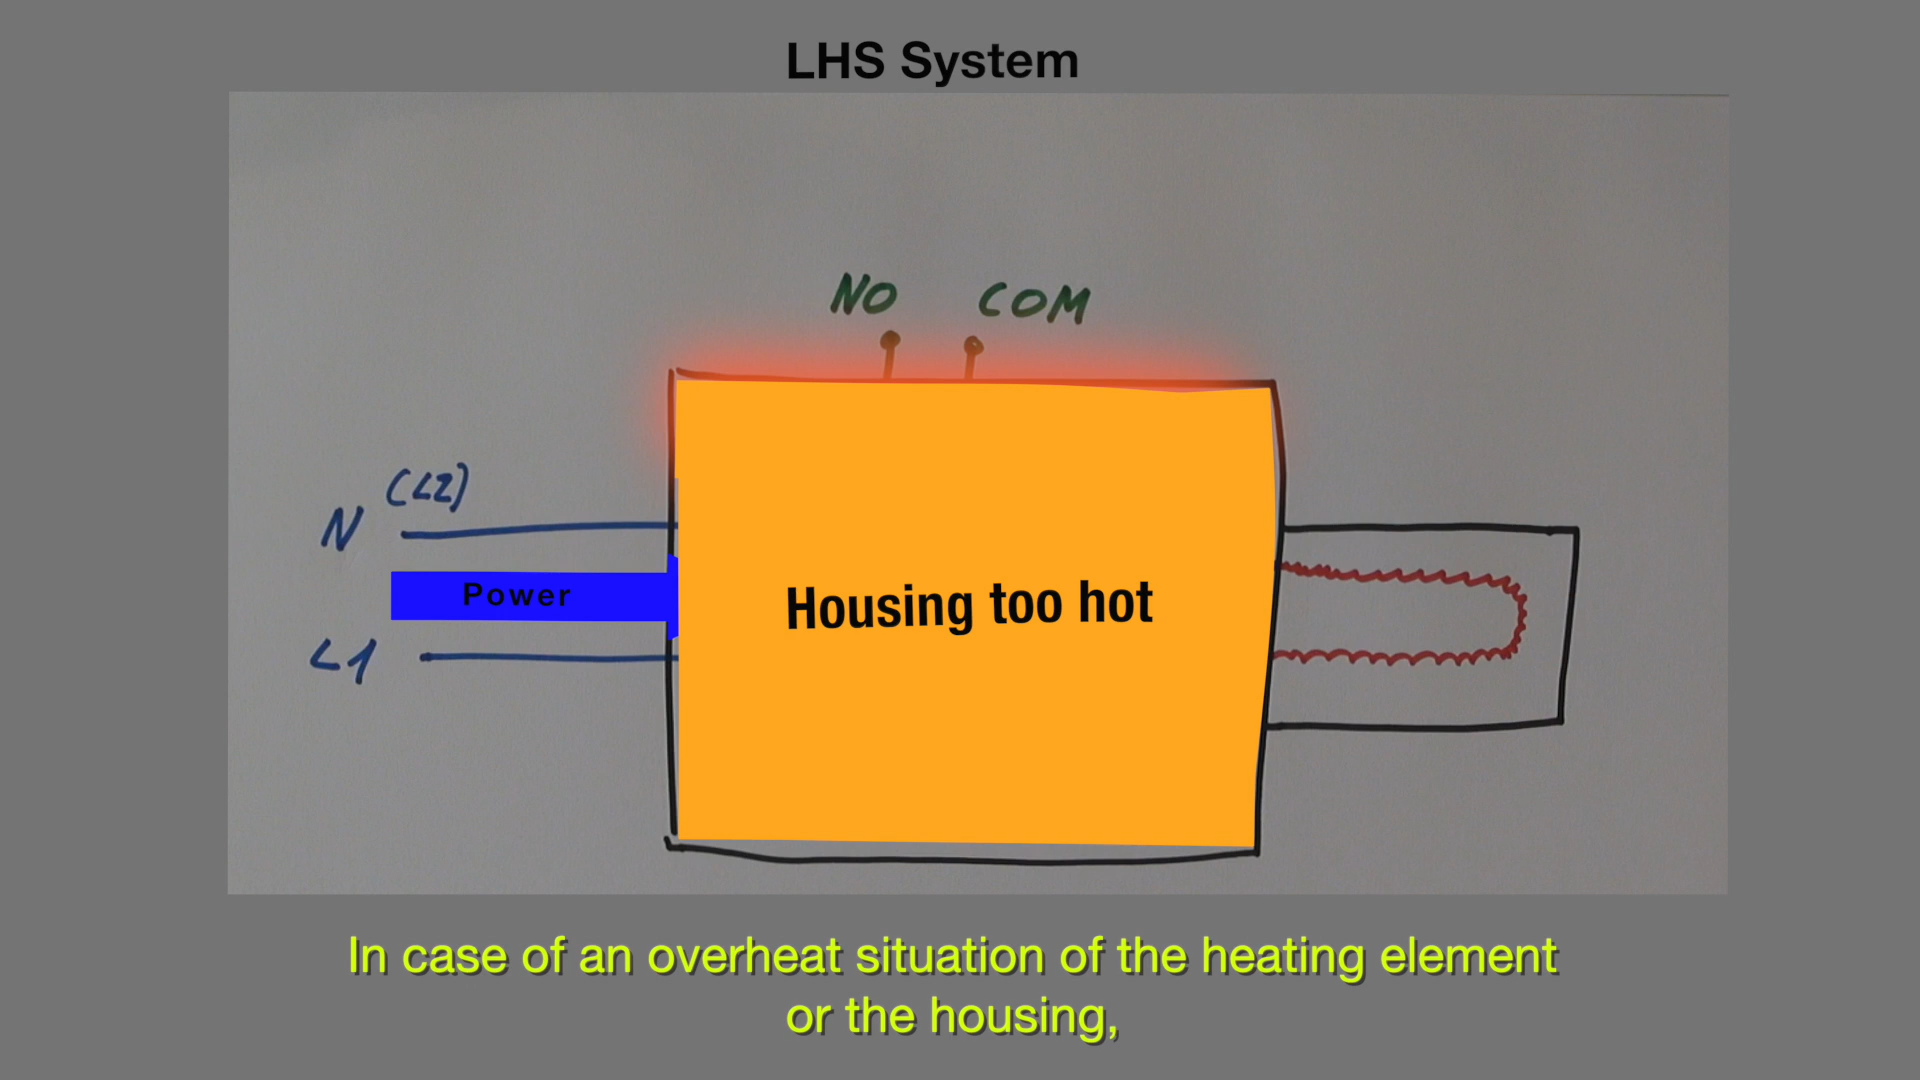 LHS System
NO COM
(L2)
N
Power
L1
Housing too hot
In case of an overheat situation of the heating element
or the housing,